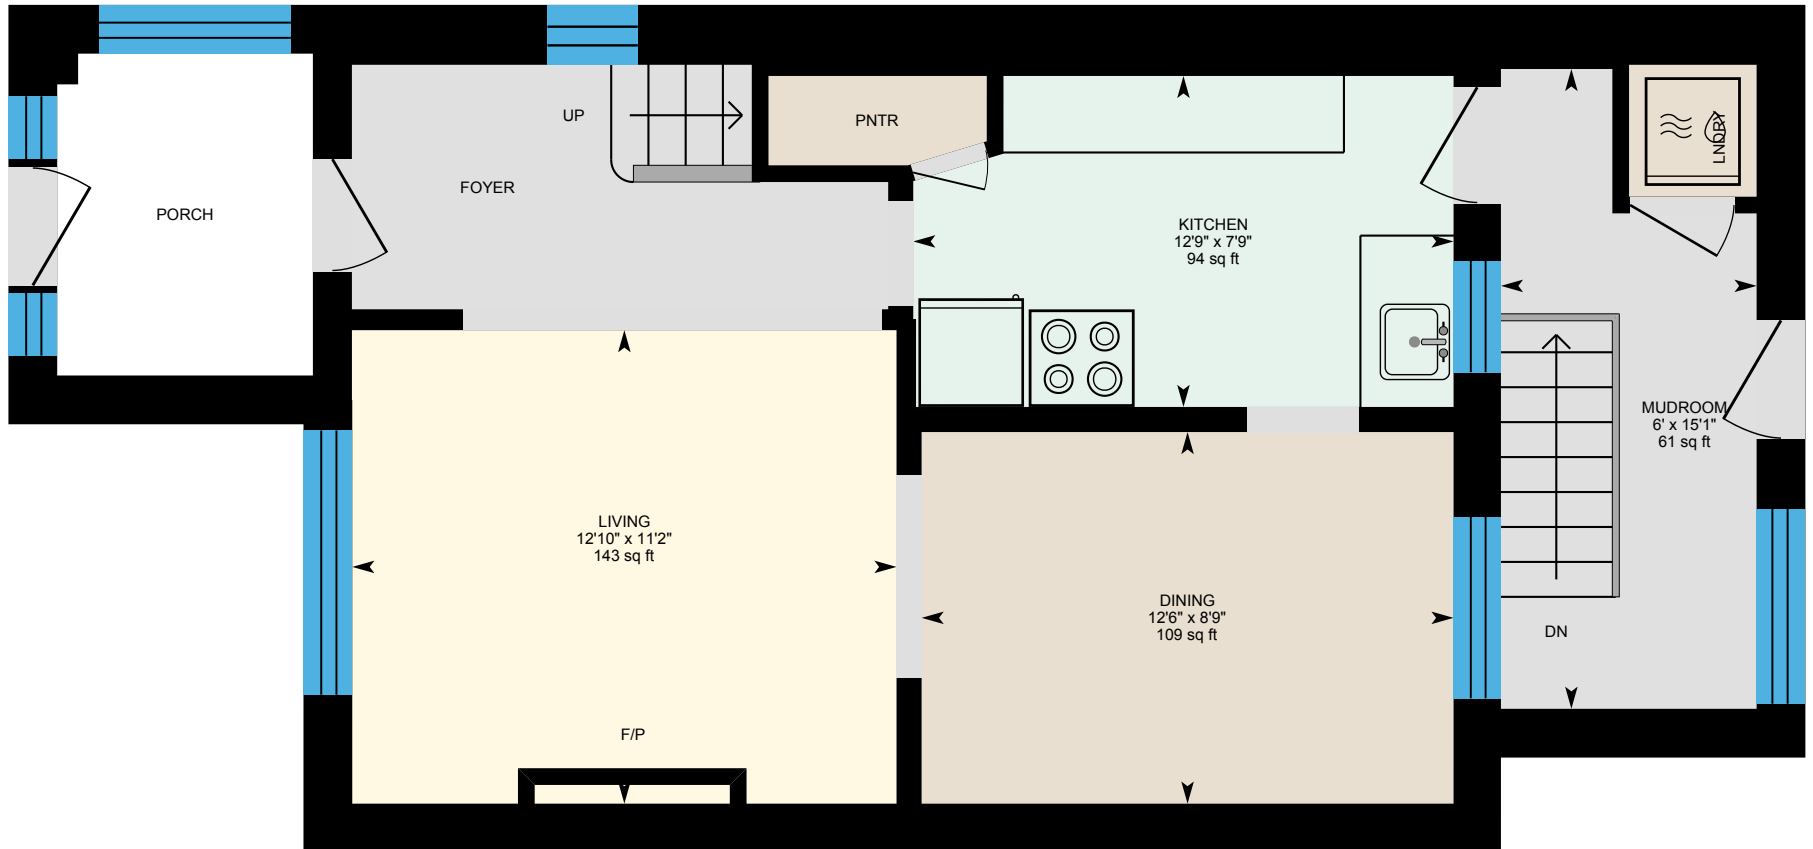 UP
PNTR
LNDRY
FOYER
PORCH
KITCHEN
12'9" x 7'9"
94 sq ft
MUDROOM
6' x 15'1"
61 sq ft
LIVING
12'10" x 11'2"
143 sq ft
DINING
12'6" x 8'9"
109 sq ft
DN
F/P